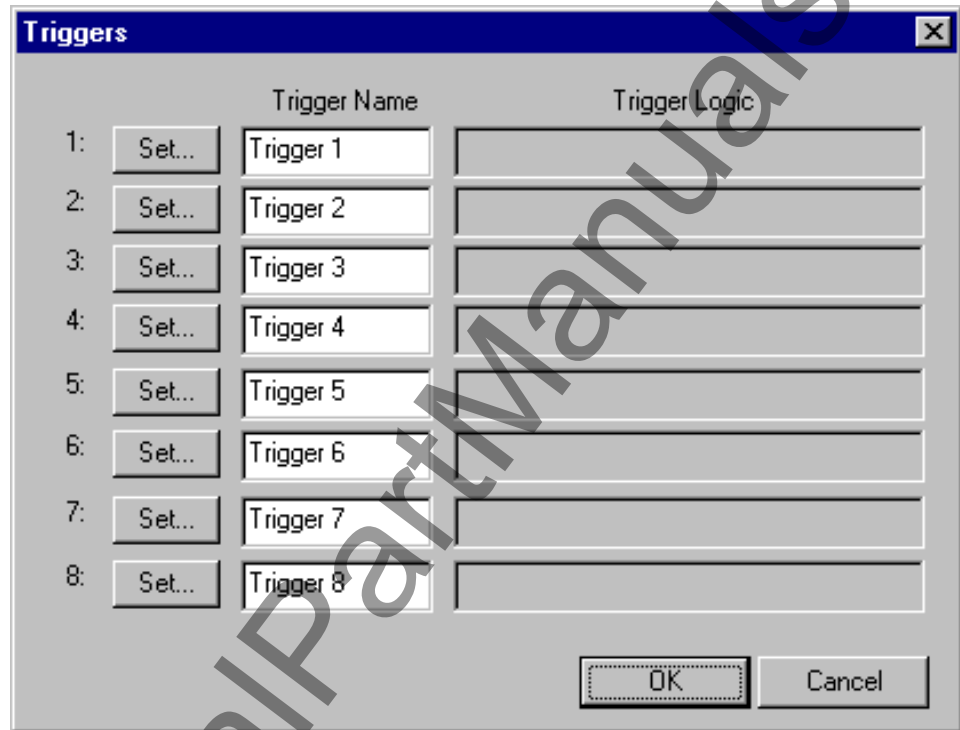 Triggers
Trigger Name Trigger Logic
1: Set... Trigger 1
2: Set... Trigger 2
3: Set... Trigger 3
4: Set... Trigger 4
5: Set... Trigger 5
6: Set... Trigger 6
7: Set... Trigger 7
8: Set... Trigger 8
OK Cancel
alPartManuals